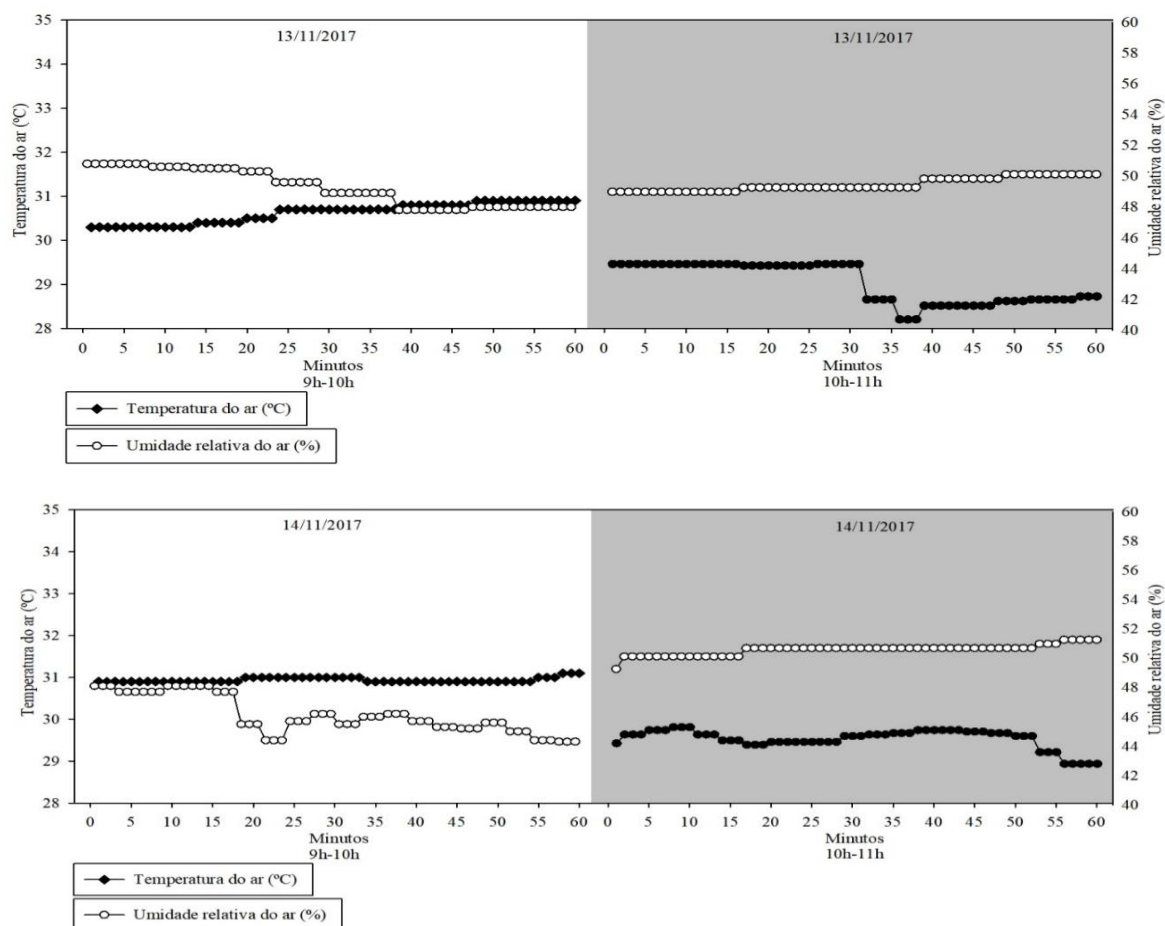 13/11/2017
13/11/2017
Temperatura do ar (ºC)
35
34
33
32
31
30
29
28
60
58
56
54
52
50
48
46
44
42
40
Umidade relativa do ar (%)
0 5 10 15 20 25 30 35 40 45 50 55 60
0 5 10 15 20 25 30 35 40 45 50 55 60
Minutos
9h-10h
Minutos
10h-11h
Temperatura do ar (ºC)
Umidade relativa do ar (%)
14/11/2017
14/11/2017
Temperatura do ar (ºC)
35
34
33
32
31
30
29
28
60
58
56
54
52
50
48
46
44
42
40
Umidade relativa do ar (%)
0 5 10 15 20 25 30 35 40 45 50 55 60
0 5 10 15 20 25 30 35 40 45 50 55 60
Minutos
9h-10h
Minutos
10h-11h
Temperatura do ar (ºC)
Umidade relativa do ar (%)